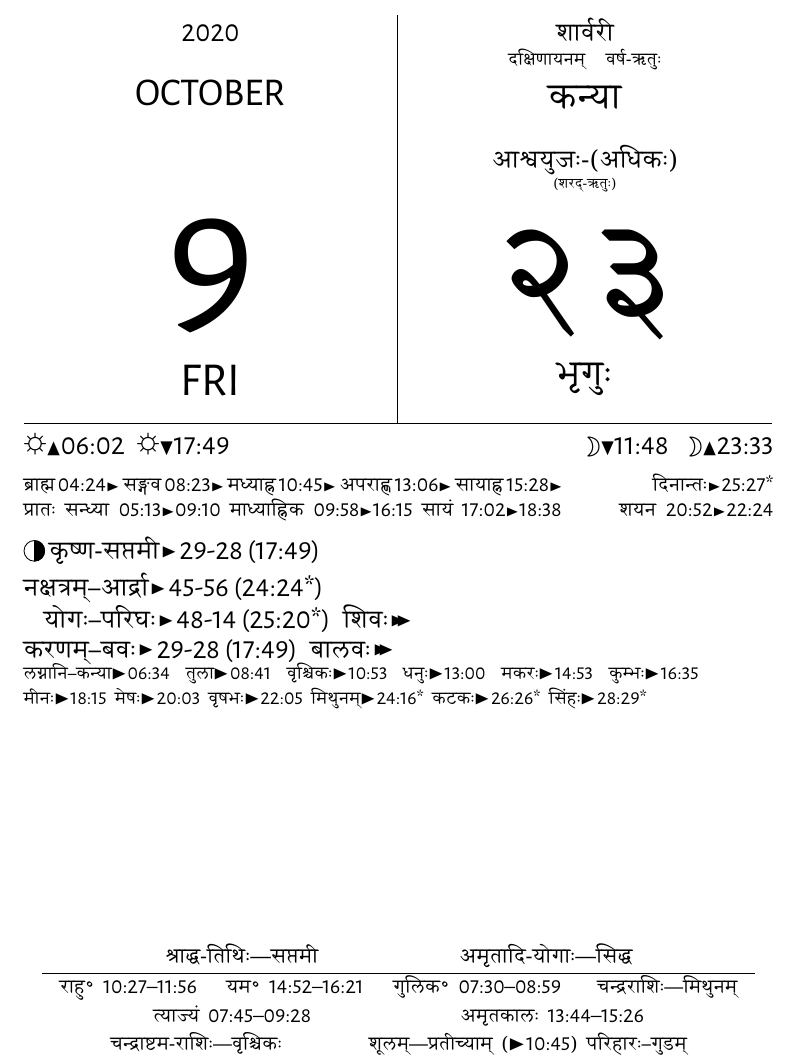 2020
OCTOBER
9
FRI
शार्वरी
दक्षिणायनम् वर्ष-ऋतुः
कन्या
आश्वयुजः-(अधिकः)
(शरद्-ऋतुः)
२३
भृगुः
☼▲06:02 ☼▼17:49 ☽▼11:48 ☽▲23:33
ब्राह्म 04:24► सङ्गव 08:23► मध्याह्न 10:45► अपराह्ण 13:06► सायाह्न 15:28► दिनान्तः►25:27*
प्रातः सन्ध्या 05:13►09:10 माध्याह्निक 09:58►16:15 सायं 17:02►18:38 शयन 20:52►22:24
◑ कृष्ण-सप्तमी► 29-28 (17:49)
नक्षत्रम्–आर्द्रा► 45-56 (24:24*)
योगः–परिघः► 48-14 (25:20*) शिवः►►
करणम्–बवः► 29-28 (17:49) बालवः►►
लग्नानि–कन्या►06:34 तुला►08:41 वृश्चिकः►10:53 धनुः►13:00 मकरः►14:53 कुम्भः►16:35
मीनः►18:15 मेषः►20:03 वृषभः►22:05 मिथुनम्►24:16* कटकः►26:26* सिंहः►28:29*
श्राद्ध-तिथिः—सप्तमी अमृतादि-योगाः—सिद्ध
राहु॰ 10:27–11:56 यम॰ 14:52–16:21 गुलिक॰ 07:30–08:59 चन्द्रराशिः—मिथुनम्
त्याज्यं 07:45–09:28 अमृतकालः 13:44–15:26
चन्द्राष्टम-राशिः—वृश्चिकः शूलम्—प्रतीच्याम् (►10:45) परिहारः–गुडम्